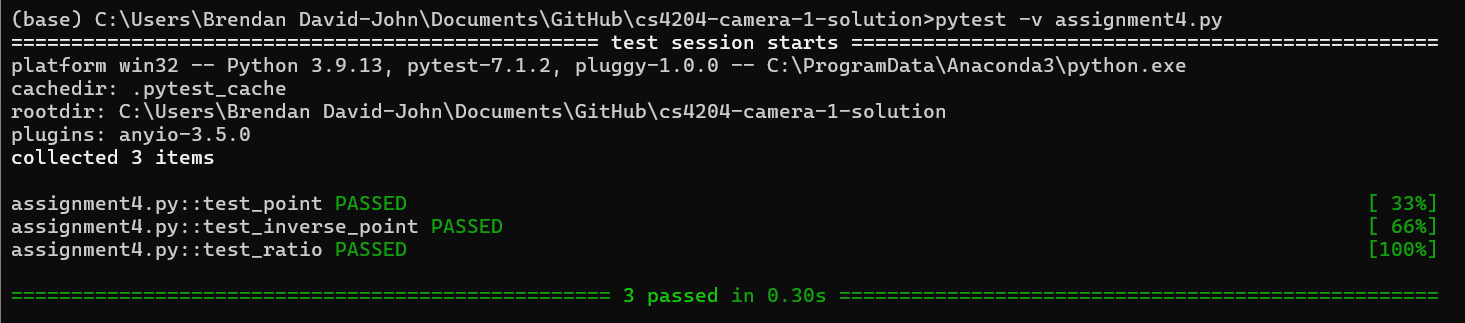 (base) C:\Users\Brendan David-John\Documents\GitHub\cs4204-camera-1-solution>pytest -v assignment4.py
================================================= test session starts =================================================
platform win32 -- Python 3.9.13, pytest-7.1.2, pluggy-1.0.0 -- C:\ProgramData\Anaconda3\python.exe
cachedir: .pytest_cache
rootdir: C:\Users\Brendan David-John\Documents\GitHub\cs4204-camera-1-solution
plugins: anyio-3.5.0
collected 3 items
assignment4.py::test_point PASSED [ 33%]
assignment4.py::test_inverse_point PASSED [ 66%]
assignment4.py::test_ratio PASSED [100%]
================================================== 3 passed in 0.30s ==================================================